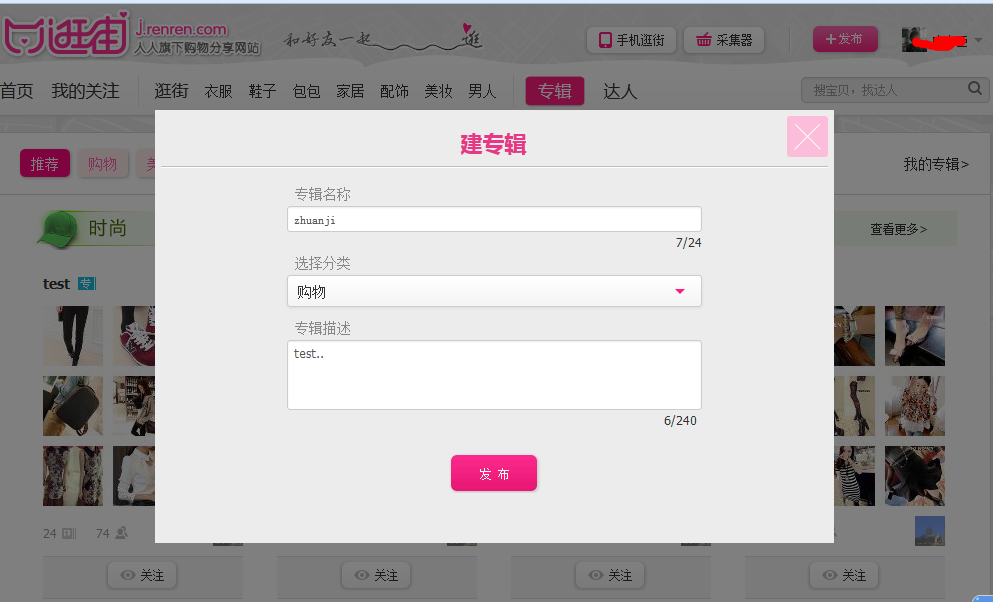 逛街
j.renren.com
人人旗下购物分享网站
和好友一起 逛
手机逛街
采集器
+发布
首页 我的关注 逛街 衣服 鞋子 包包 家居 配饰 美妆 男人 专辑 达人
搜宝贝，找达人
推荐 购物 美
我的专辑>
时尚
查看更多>
test 专
建专辑
专辑名称
zhuanji
7/24
选择分类
购物
专辑描述
test..
6/240
发布
24 74
关注 关注 关注 关注